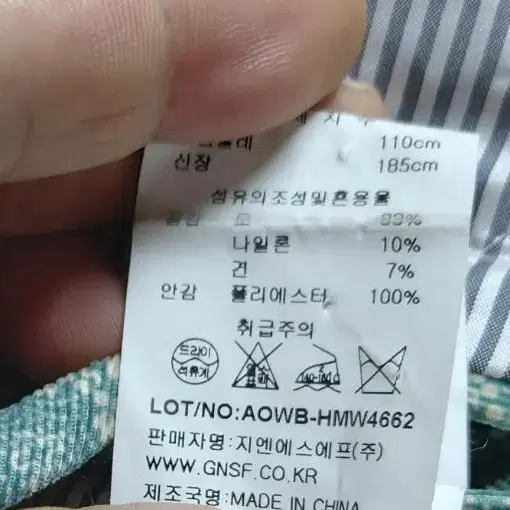 110cm
신장 185cm
섬유의조성및혼용율
83%
나일론 10%
견 7%
안감 폴리에스터 100%
취급주의
드라이
석유계
140-160℃
LOT/NO:AOWB-HMW4662
판매자명:지엔에스에프(주)
WWW.GNSF.CO.KR
제조국명:MADE IN CHINA